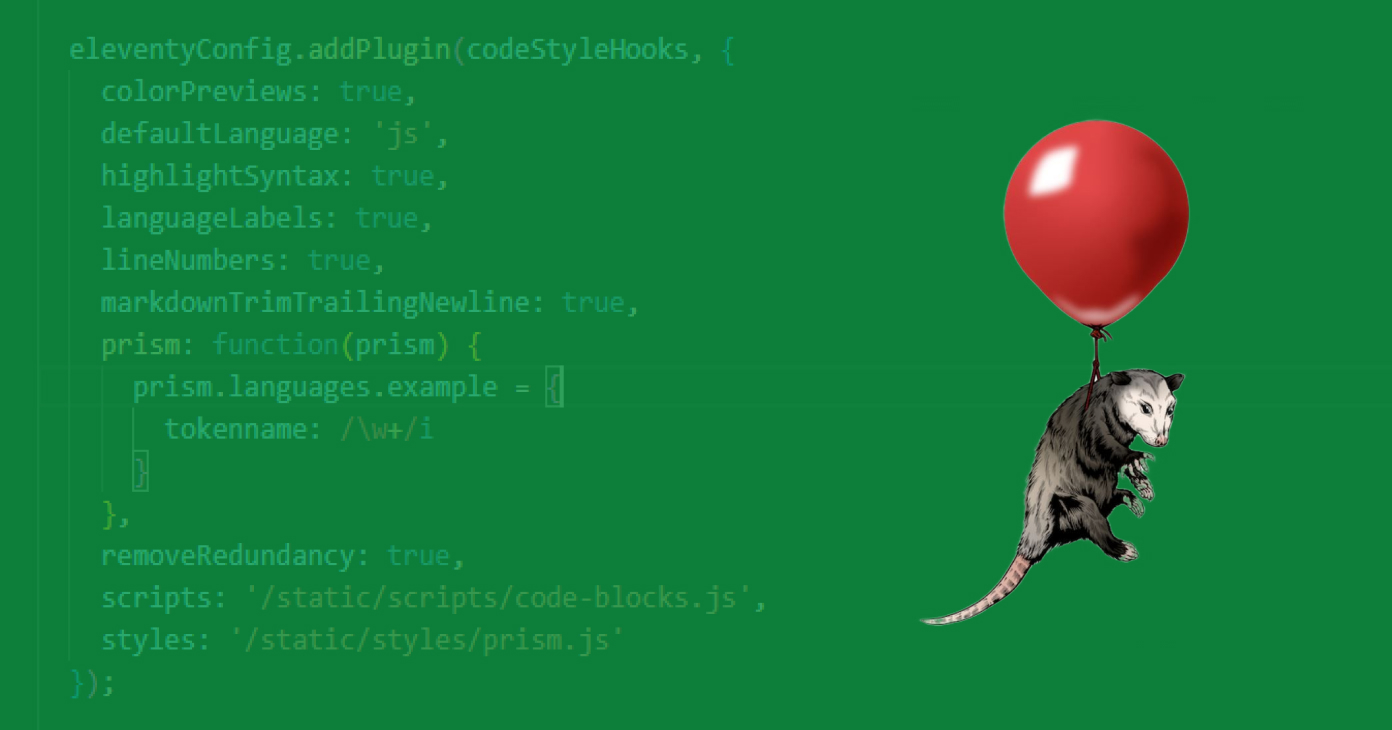 eleventyConfig.addPlugin(codeStyleHooks, {
  colorPreviews: true,
  defaultLanguage: 'js',
  highlightSyntax: true,
  languageLabels: true,
  lineNumbers: true,
  markdownTrimTrailingNewline: true,
  prism: function(prism) {
    prism.languages.example = {
      tokenname: /\w+/i
    }
  },
  removeRedundancy: true,
  scripts: '/static/scripts/code-blocks.js',
  styles: '/static/styles/prism.js'
});